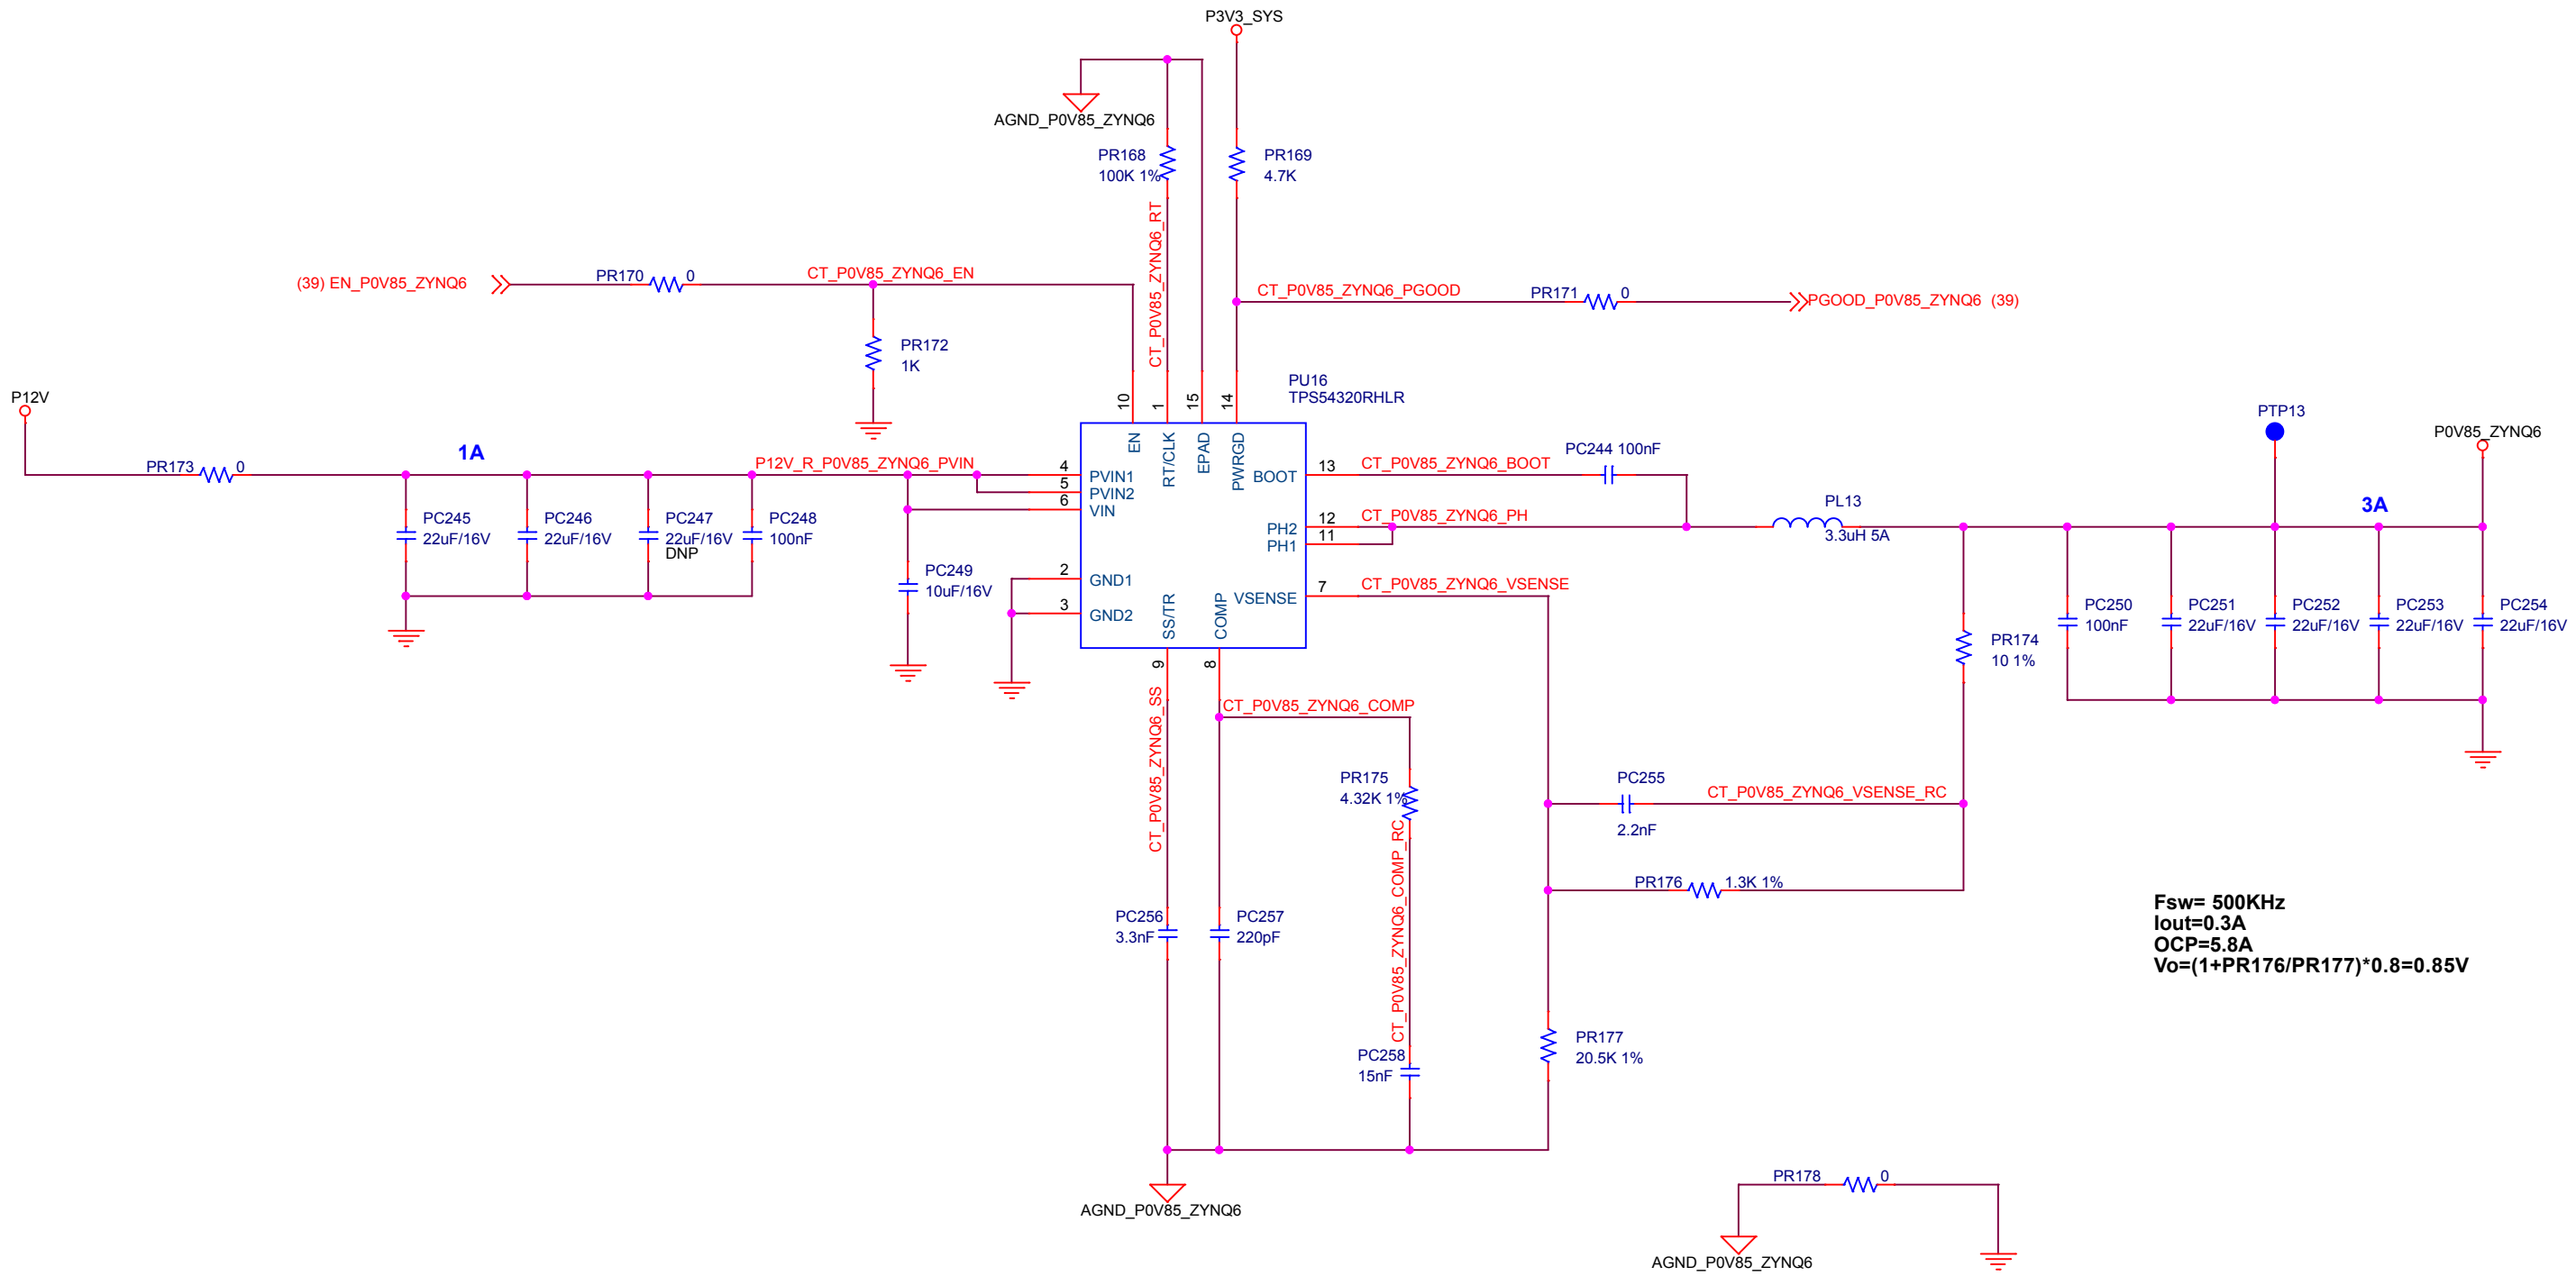 P3V3_SYS
AGND_P0V85_ZYNQ6
PR168
100K 1%
PR169
4.7K
CT_P0V85_ZYNQ6_RT
(39) EN_P0V85_ZYNQ6
PR170 0
CT_P0V85_ZYNQ6_EN
CT_P0V85_ZYNQ6_PGOOD
PR171 0
PGOOD_P0V85_ZYNQ6 (39)
PR172
1K
PU16
TPS54320RHLR
P12V
10
1
15
14
PTP13
P0V85_ZYNQ6
1A
PR173 0
P12V_R_P0V85_ZYNQ6_PVIN
4
5
6
PVIN1
PVIN2
VIN
EN
RT/CLK
EPAD
PWRGD
BOOT
13
CT_P0V85_ZYNQ6_BOOT
PC244 100nF
PL13
3.3uH 5A
3A
PC245
22uF/16V
PC246
22uF/16V
PC247
22uF/16V
DNP
PC248
100nF
PH2
PH1
12
11
CT_P0V85_ZYNQ6_PH
PC249
10uF/16V
2
GND1
3
GND2
SS/TR
COMP
VSENSE
7
CT_P0V85_ZYNQ6_VSENSE
PC250
100nF
PC251
22uF/16V
PC252
22uF/16V
PC253
22uF/16V
PC254
22uF/16V
PR174
10 1%
9
8
CT_P0V85_ZYNQ6_SS
CT_P0V85_ZYNQ6_COMP
PR175
4.32K 1%
PC255
2.2nF
CT_P0V85_ZYNQ6_VSENSE_RC
CT_P0V85_ZYNQ6_COMP_RC
PR176 1.3K 1%
PC256
3.3nF
PC257
220pF
Fsw= 500KHz
Iout=0.3A
OCP=5.8A
Vo=(1+PR176/PR177)*0.8=0.85V
PR177
20.5K 1%
PC258
15nF
AGND_P0V85_ZYNQ6
PR178 0
AGND_P0V85_ZYNQ6